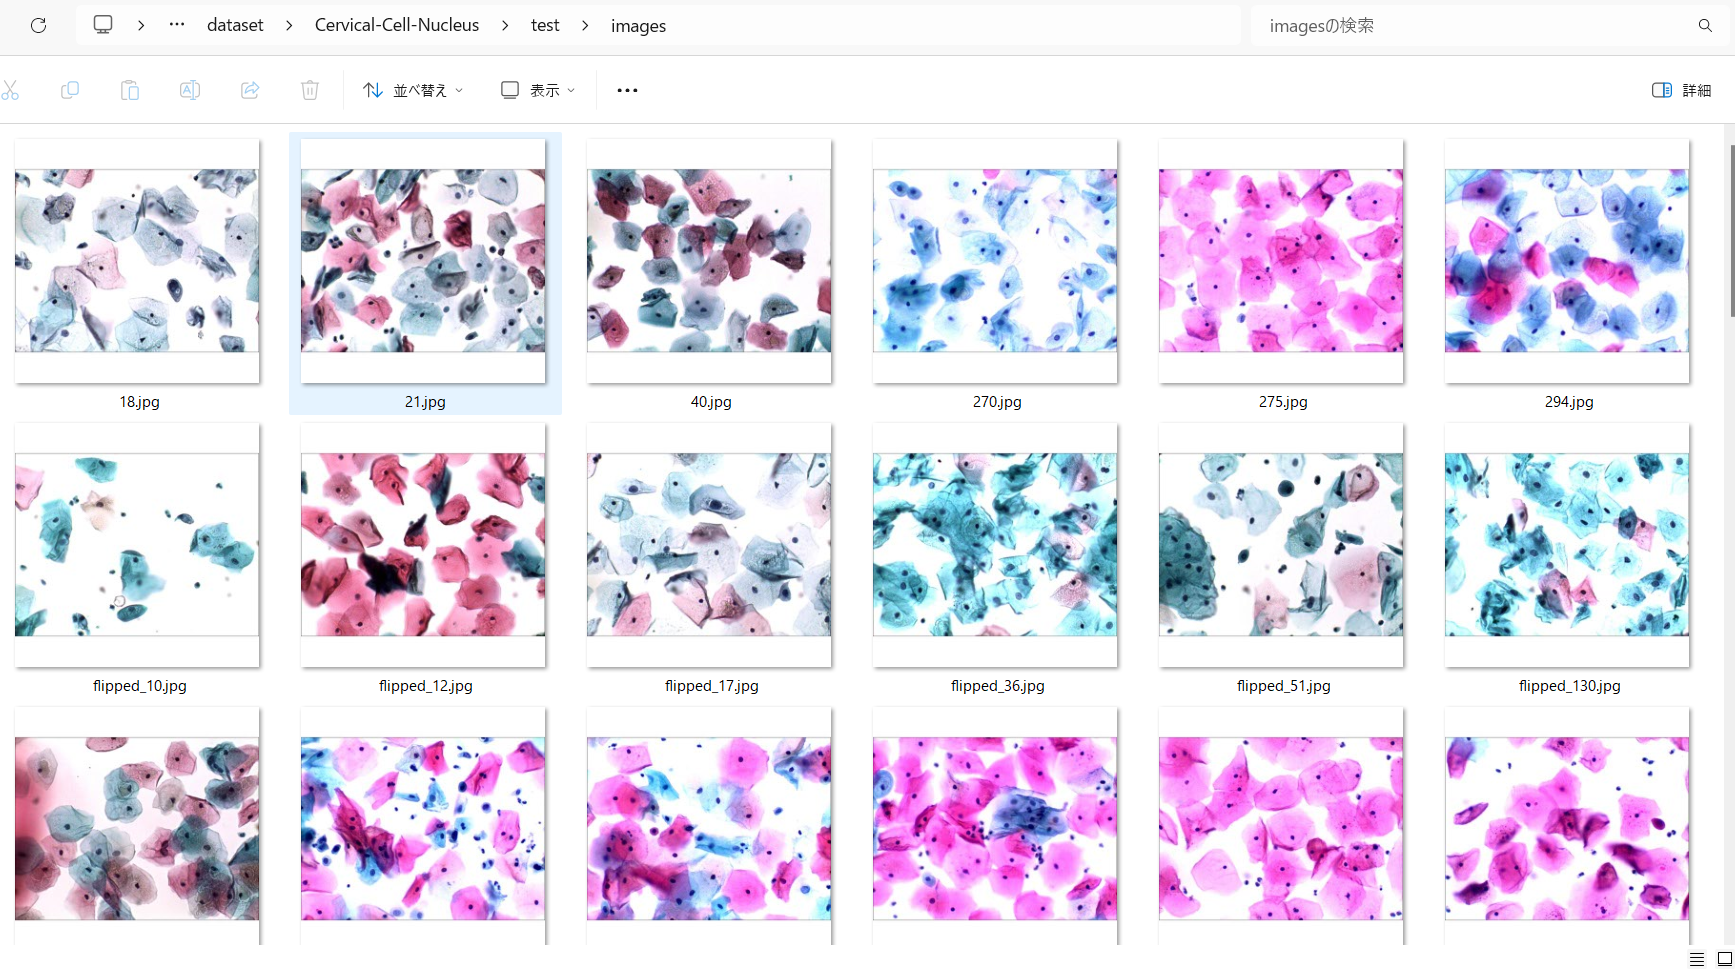 dataset > Cervical-Cell-Nucleus > test > images
imagesの検索
並べ替え
表示
詳細
18.jpg
21.jpg
40.jpg
270.jpg
275.jpg
294.jpg
flipped_10.jpg
flipped_12.jpg
flipped_17.jpg
flipped_36.jpg
flipped_51.jpg
flipped_130.jpg